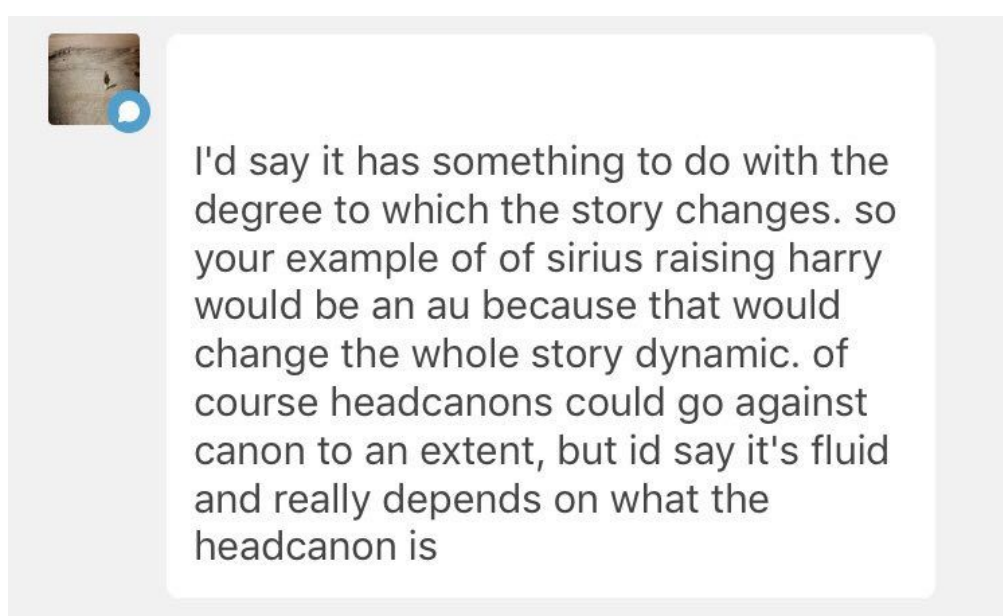 I'd say it has something to do with the
degree to which the story changes. so
your example of of sirius raising harry
would be an au because that would
change the whole story dynamic. of
course headcanons could go against
canon to an extent, but id say it's fluid
and really depends on what the
headcanon is